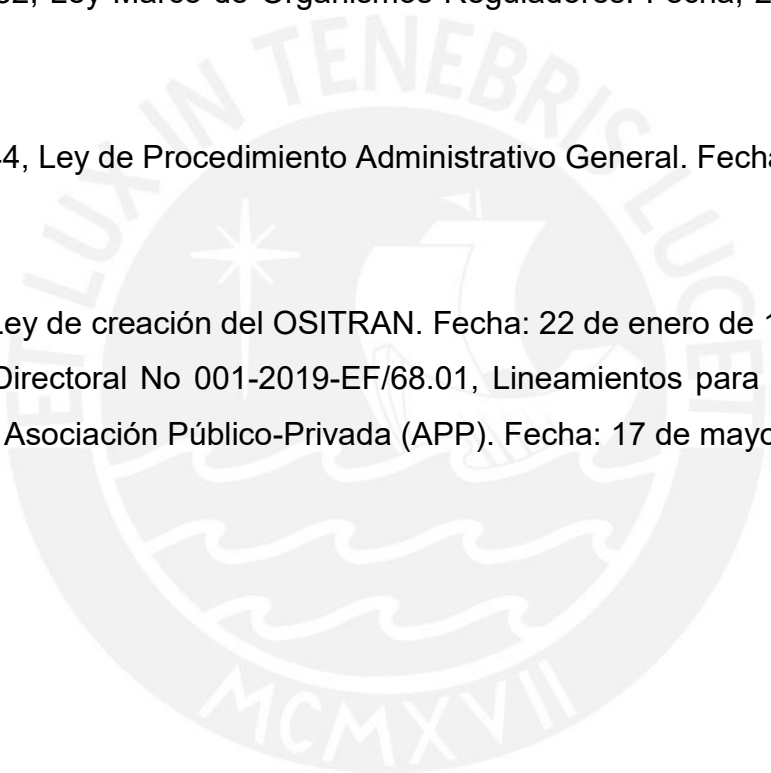 Ley Marco de Organismos Reguladores. Fecha;
4, Ley de Procedimiento Administrativo General. Fecha
ET LUX IN TENEBRIS LUCET
Ley de creación del OSITRAN. Fecha: 22 de enero de 1
Directoral No 001-2019-EF/68.01, Lineamientos para
Asociación Público-Privada (APP). Fecha: 17 de mayo
MCMXVII